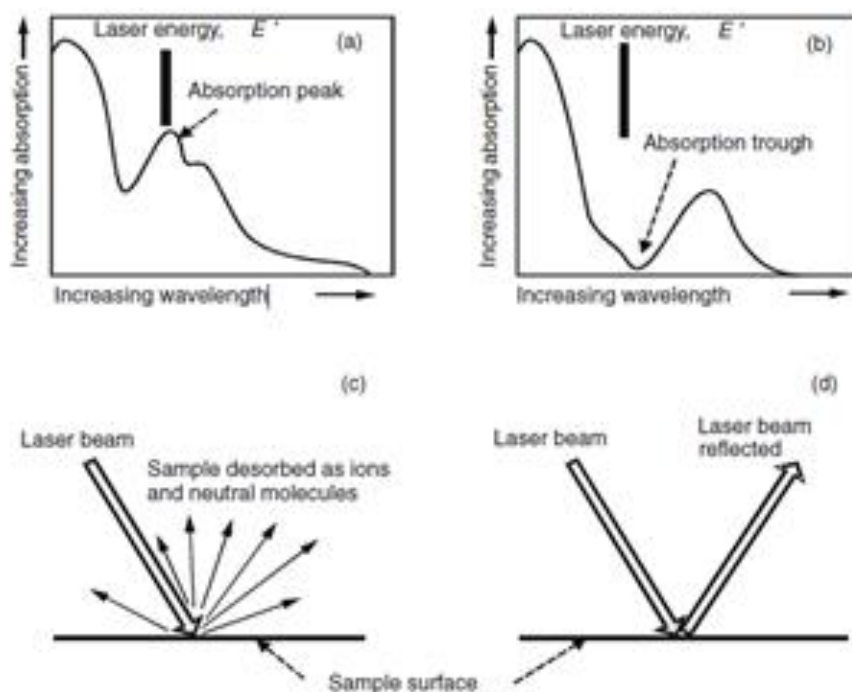 Laser energy, E '
(a)
Absorption peak
Increasing absorption
Increasing wavelength
Laser energy, E '
(b)
Absorption trough
Increasing absorption
Increasing wavelength
(c)
Laser beam
Sample desorbed as ions
and neutral molecules
(d)
Laser beam
Laser beam
reflected
Sample surface